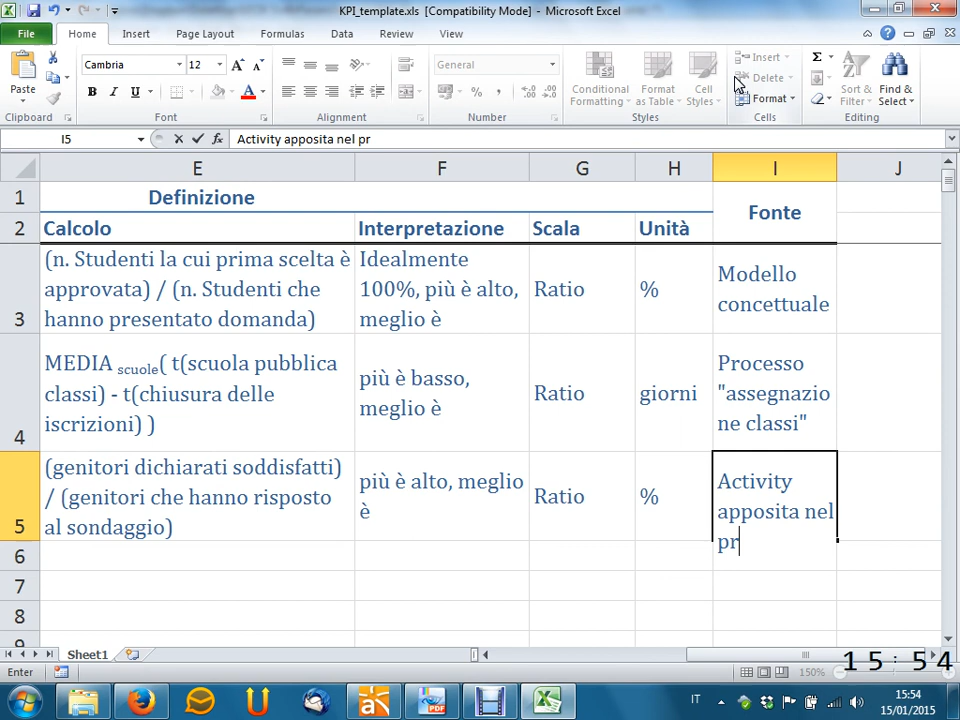 KPI_template.xls [Compatibility Mode] - Microsoft Excel
File Home Insert Page Layout Formulas Data Review View
Cambria 12 General Insert
Paste Conditional Formatting Format as Table Cell Styles Delete Sort & Filter Find & Select
B I U A % , Format
Clipboard Font Alignment Number Styles Cells Editing
I5 fx Activity apposita nel pr
E F G H I J
1 Definizione Fonte
2 Calcolo Interpretazione Scala Unità
3 (n. Studenti la cui prima scelta è
approvata) / (n. Studenti che
hanno presentato domanda)
Idealmente
100%, più è alto,
meglio è
Ratio
%
Modello
concettuale
4 MEDIA scuole( t(scuola pubblica
classi) - t(chiusura delle
iscrizioni) )
più è basso,
meglio è
Ratio
giorni
Processo
"assegnazio
ne classi"
5 (genitori dichiarati soddisfatti)
/ (genitori che hanno risposto
al sondaggio)
più è alto, meglio
è
Ratio
%
Activity
apposita nel
pr
6
7
8
9
Sheet1
15:54
Enter 150%
IT 15:54
15/01/2015